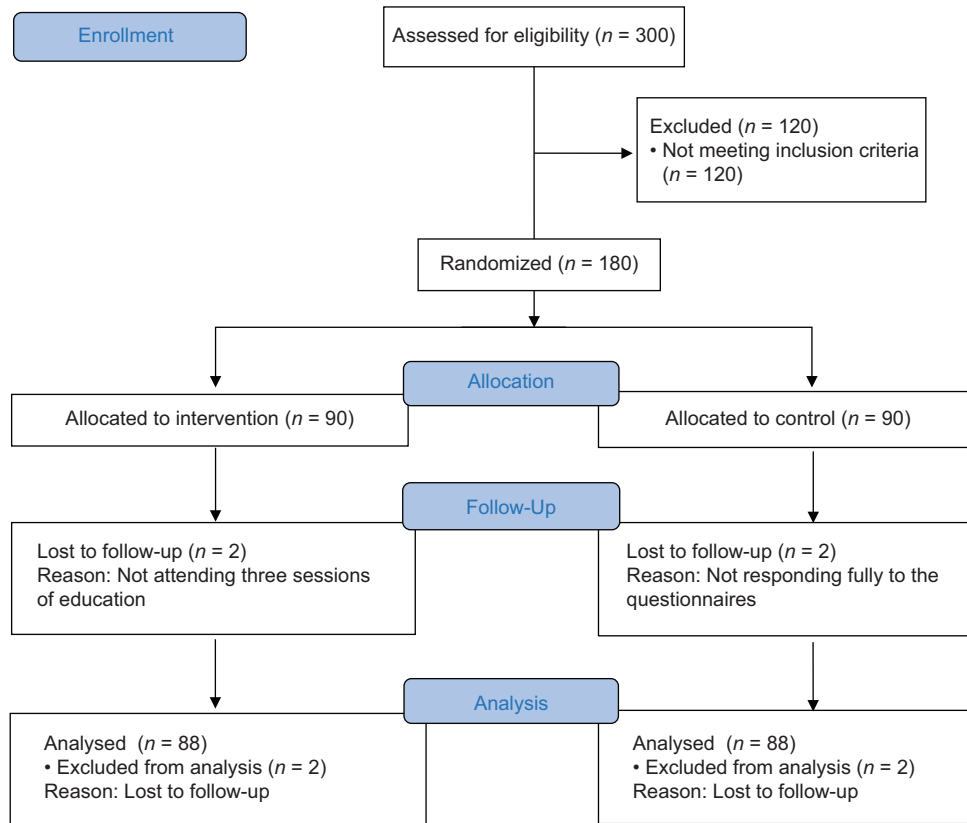 Enrollment
Assessed for eligibility (n = 300)
Excluded (n = 120)
• Not meeting inclusion criteria
(n = 120)
Randomized (n = 180)
Allocation
Allocated to intervention (n = 90)
Allocated to control (n = 90)
Follow-Up
Lost to follow-up (n = 2)
Reason: Not attending three sessions
of education
Lost to follow-up (n = 2)
Reason: Not responding fully to the
questionnaires
Analysis
Analysed (n = 88)
• Excluded from analysis (n = 2)
Reason: Lost to follow-up
Analysed (n = 88)
• Excluded from analysis (n = 2)
Reason: Lost to follow-up